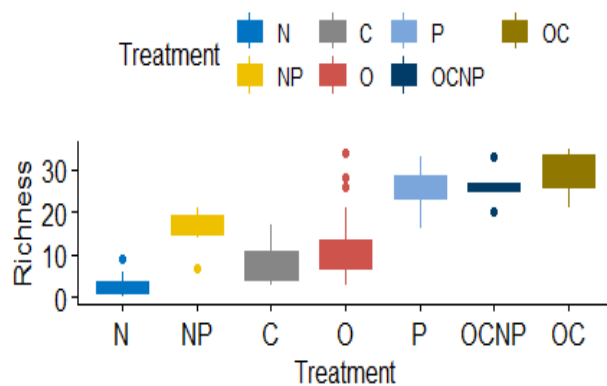 Treatment
N C P OC
NP O OCNP
Richness
30
20
10
0
N NP C O P OCNP OC
Treatment